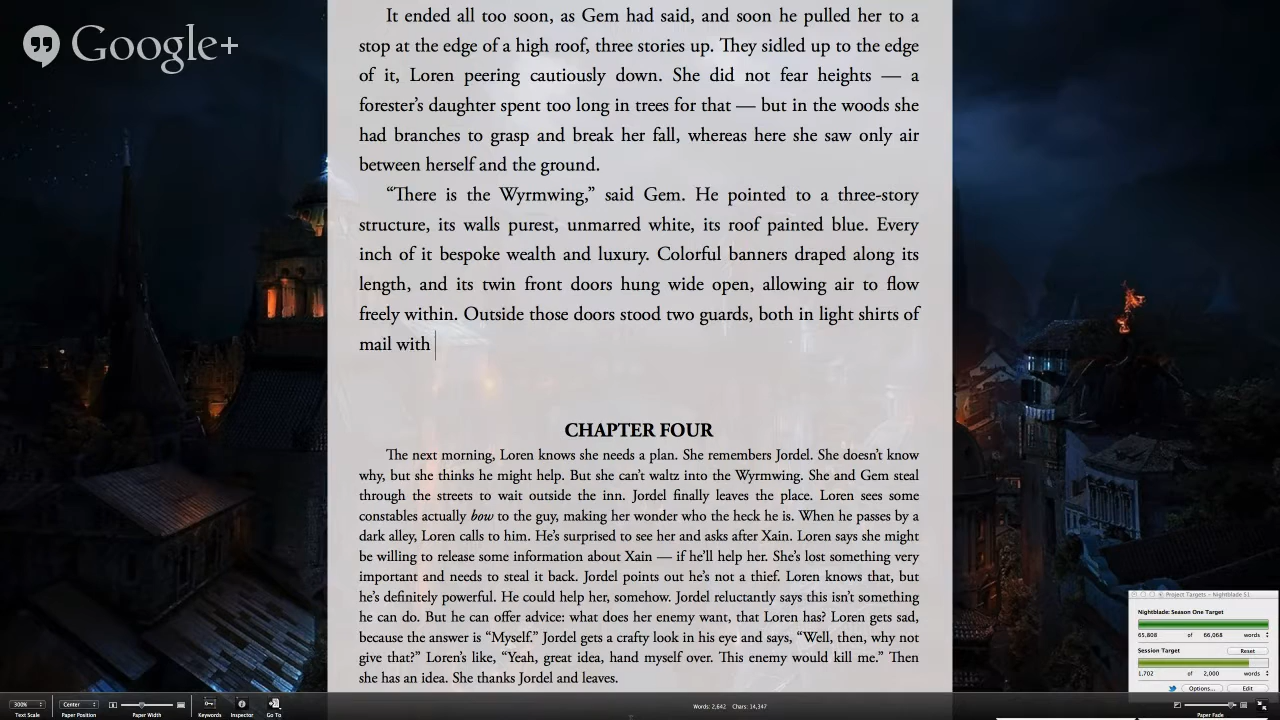 Google+
It ended all too soon, as Gem had said, and soon he pulled her to a
stop at the edge of a high roof, three stories up. They sidled up to the edge
of it, Loren peering cautiously down. She did not fear heights — a
forester’s daughter spent too long in trees for that — but in the woods she
had branches to grasp and break her fall, whereas here she saw only air
between herself and the ground.
“There is the Wyrmwing,” said Gem. He pointed to a three-story
structure, its walls purest, unmarred white, its roof painted blue. Every
inch of it bespoke wealth and luxury. Colorful banners draped along its
length, and its twin front doors hung wide open, allowing air to flow
freely within. Outside those doors stood two guards, both in light shirts of
mail with
CHAPTER FOUR
The next morning, Loren knows she needs a plan. She remembers Jordel. She doesn’t know
why, but she thinks he might help. But she can’t waltz into the Wyrmwing. She and Gem steal
through the streets to wait outside the inn. Jordel finally leaves the place. Loren sees some
constables actually bow to the guy, making her wonder who the heck he is. When he passes by a
dark alley, Loren calls to him. He’s surprised to see her and asks after Xain. Loren says she might
be willing to release some information about Xain — if he’ll help her. She’s lost something very
important and needs to steal it back. Jordel points out he’s not a thief. Loren knows that, but
he’s definitely powerful. He could help her, somehow. Jordel reluctantly says this isn’t something
he can do. But he can offer advice: what does her enemy want, that Loren has? Loren gets sad,
because the answer is “Myself.” Jordel gets a crafty look in his eye and says, “Well, then, why not
give that?” Loren’s like, “Yeah, great idea, hand myself over. This enemy would kill me.” Then
she has an idea. She thanks Jordel and leaves.
Project Targets - Nightblade S1
Nightblade: Season One Target
65,808 of 66,068 words
Session Target Reset
1,702 of 2,000 words
Options... Edit
300% Center
Text Scale Paper Position Paper Width Keywords Inspector Go To Words: 2,642 Chars: 14,347 Paper Fade